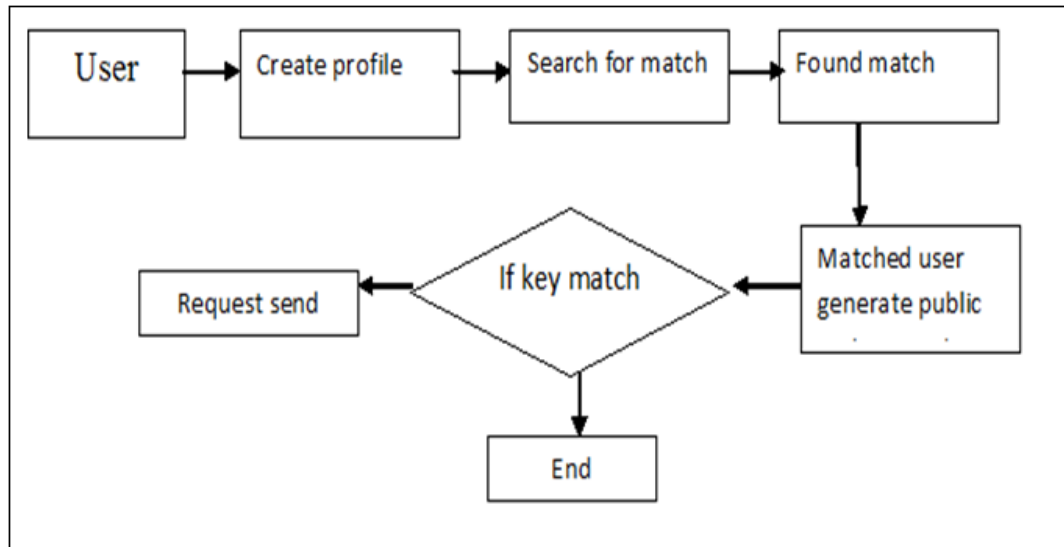 User
Create profile
Search for match
Found match
Matched user
generate public
If key match
Request send
End